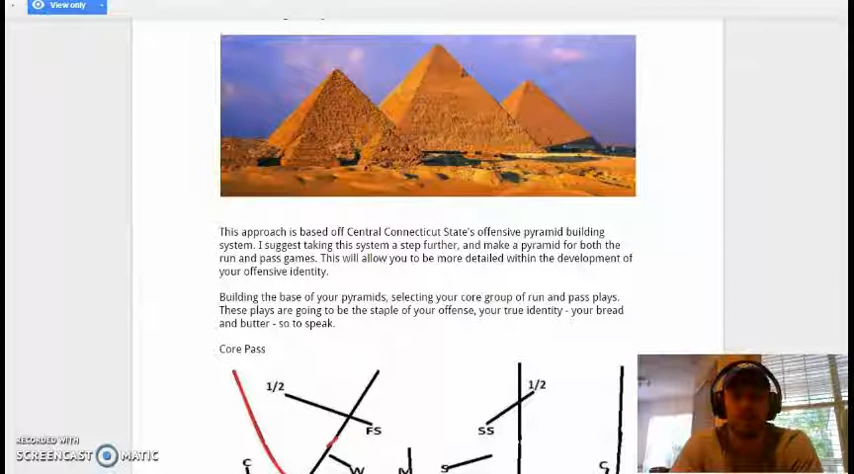 View only
This approach is based off Central Connecticut State's offensive pyramid building
system. I suggest taking this system a step further, and make a pyramid for both the
run and pass games. This will allow you to be more detailed within the development of
your offensive identity.
Building the base of your pyramids, selecting your core group of run and pass plays.
These plays are going to be the staple of your offense, your true identity - your bread
and butter - so to speak.
Core Pass
1/2
1/2
FS
SS
C
W
M
S
RECORDED WITH
SCREENCAST MATIC